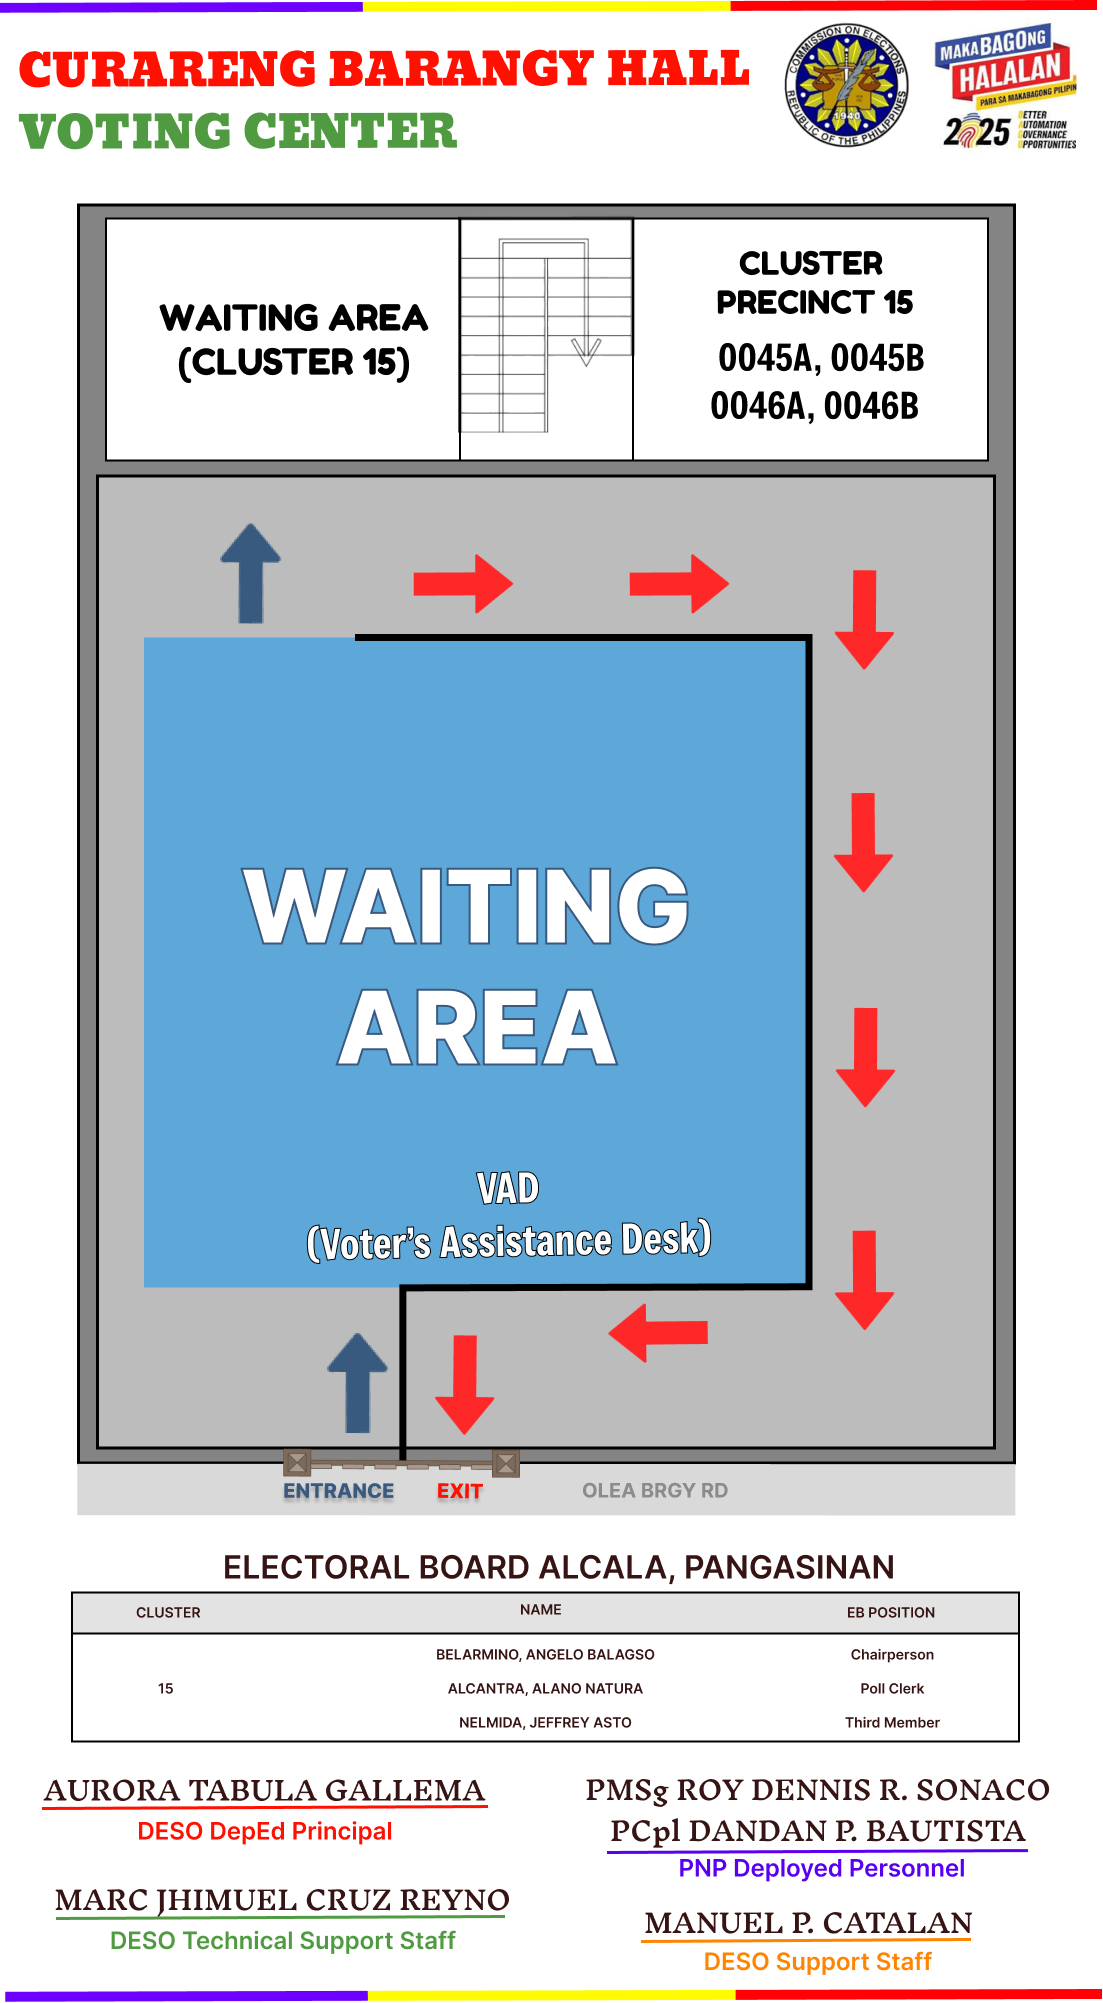 CURARENG BARANGY HALL
VOTING CENTER
COMMISSION ON ELECTIONS
REPUBLIC OF THE PHILIPPINES
1940
MAKABAGONG
HALALAN
PARA SA MAKABAGONG PILIPIN
2025
BETTER
AUTOMATION
GOVERNANCE
OPPORTUNITIES
WAITING AREA
(CLUSTER 15)
CLUSTER
PRECINCT 15
0045A, 0045B
0046A, 0046B
WAITING
AREA
VAD
(Voter's Assistance Desk)
ENTRANCE
EXIT
OLEA BRGY RD
ELECTORAL BOARD ALCALA, PANGASINAN
CLUSTER NAME EB POSITION
BELARMINO, ANGELO BALAGSO Chairperson
15 ALCANTRA, ALANO NATURA Poll Clerk
NELMIDA, JEFFREY ASTO Third Member
AURORA TABULA GALLEMA
DESO DepEd Principal
PMSg ROY DENNIS R. SONACO
PCpl DANDAN P. BAUTISTA
PNP Deployed Personnel
MARC JHIMUEL CRUZ REYNO
DESO Technical Support Staff
MANUEL P. CATALAN
DESO Support Staff